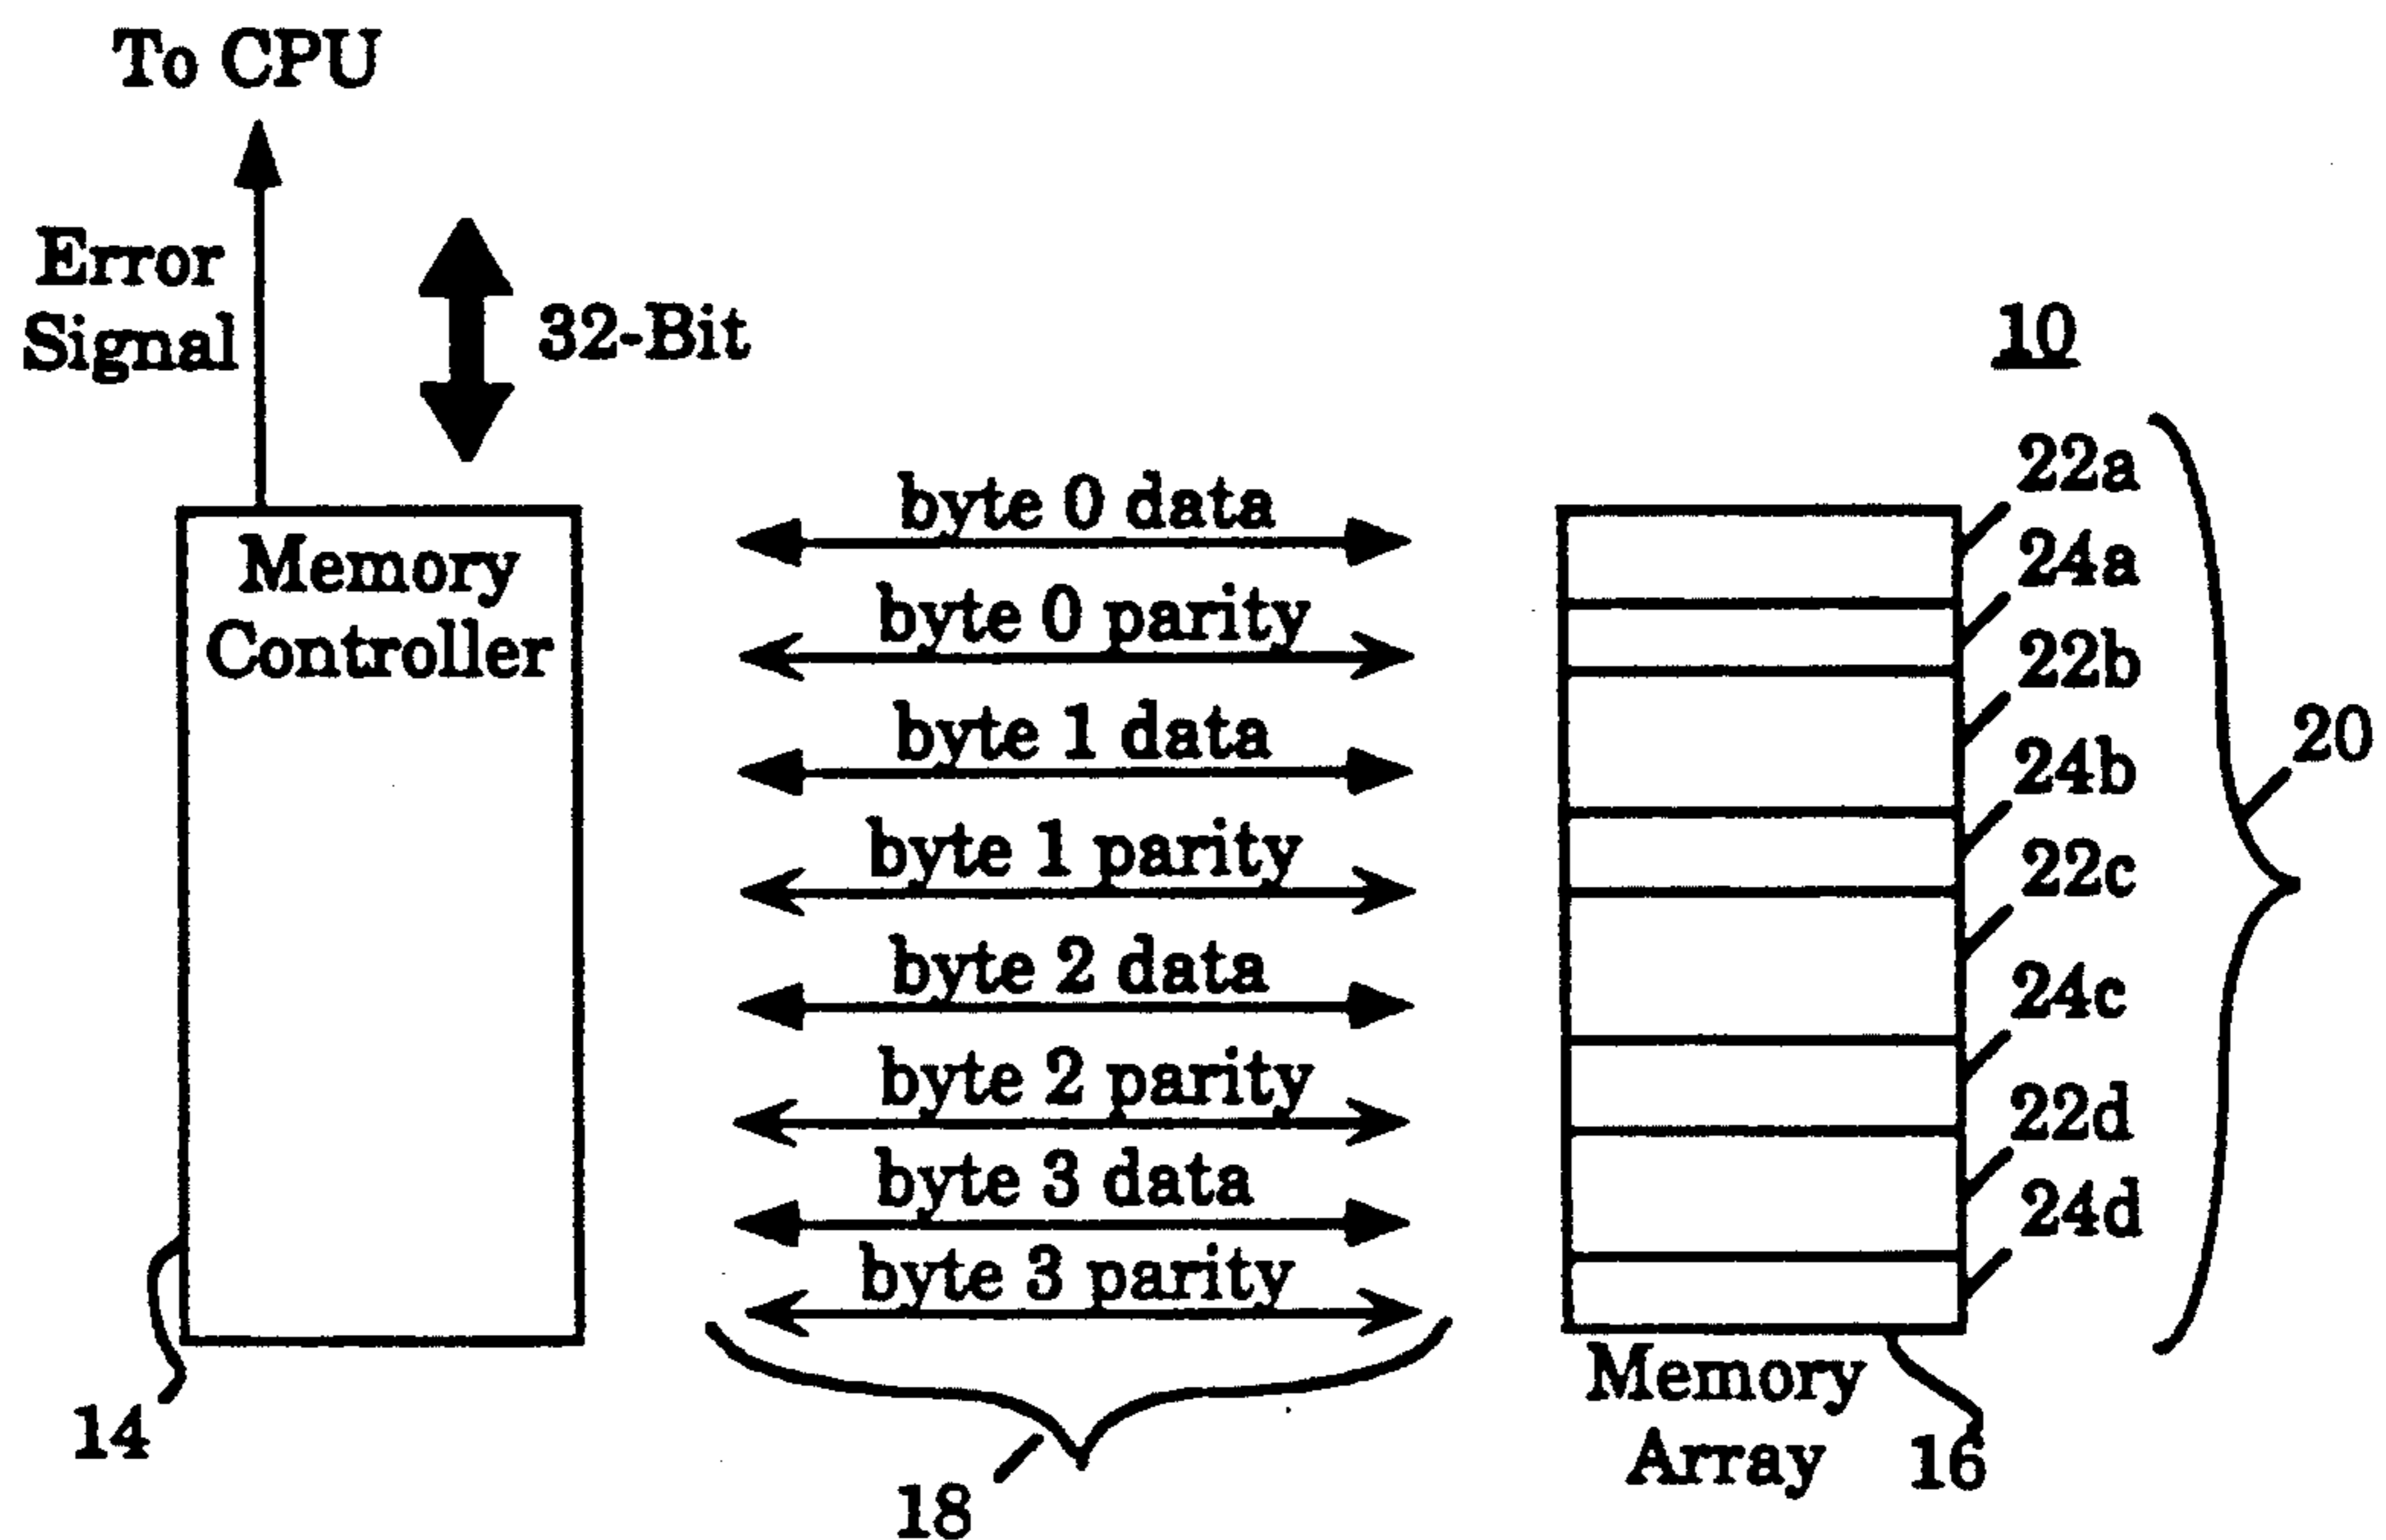 To CPU
Error
Signal
32-Bit
10
Memory
Controller
byte 0 data
byte 0 parity
byte 1 data
byte 1 parity
byte 2 data
byte 2 parity
byte 3 data
byte 3 parity
22a
24a
22b
24b
22c
24c
22d
24d
20
14
18
Memory
Array
16